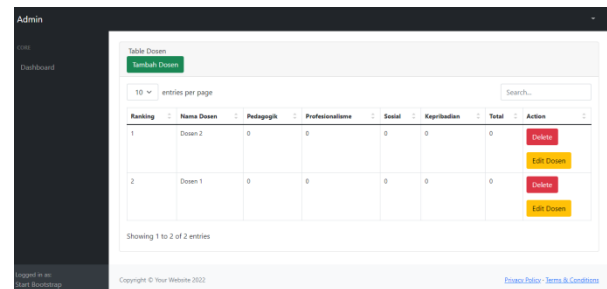 Admin
CORE
Dashboard
Table Dosen
Tambah Dosen
10 entries per page
Search...
Ranking Nama Dosen Pedagogik Profesionalisme Sosial Kepribadian Total Action
1 Dosen 2 0 0 0 0 0 Delete
Edit Dosen
2 Dosen 1 0 0 0 0 0 Delete
Edit Dosen
Showing 1 to 2 of 2 entries
Logged in as:
Start Bootstrap
Copyright © Your Website 2022
Privacy Policy · Terms & Conditions